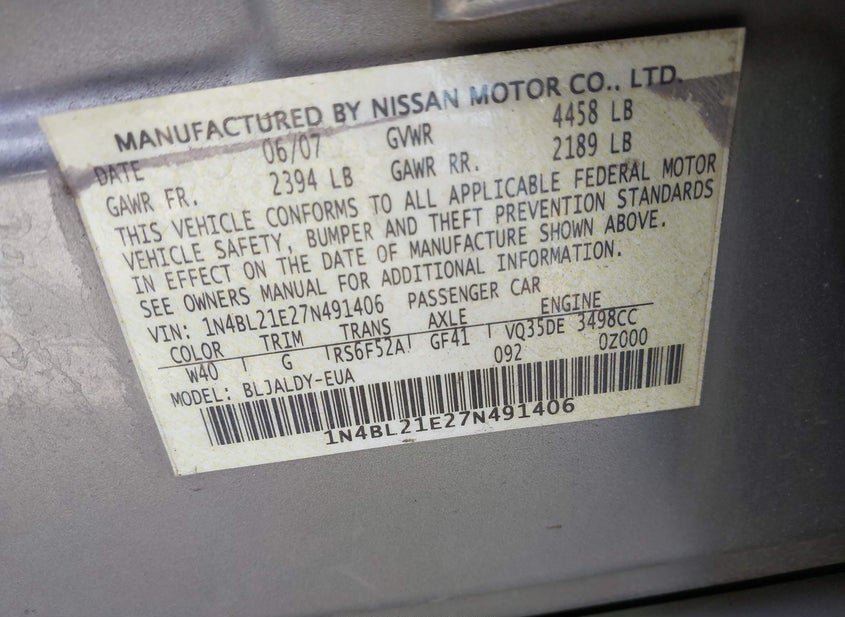 MANUFACTURED BY NISSAN MOTOR CO., LTD.
DATE 06/07 GVWR 4458 LB
GAWR FR. 2394 LB GAWR RR. 2189 LB
THIS VEHICLE CONFORMS TO ALL APPLICABLE FEDERAL MOTOR
VEHICLE SAFETY, BUMPER AND THEFT PREVENTION STANDARDS
IN EFFECT ON THE DATE OF MANUFACTURE SHOWN ABOVE.
SEE OWNERS MANUAL FOR ADDITIONAL INFORMATION.
VIN: 1N4BL21E27N491406 PASSENGER CAR
COLOR TRIM TRANS AXLE ENGINE
W40 G RS6F52A GF41 VQ35DE 3498CC
MODEL: BLJALDY-EUA 092 0Z000
1N4BL21E27N491406